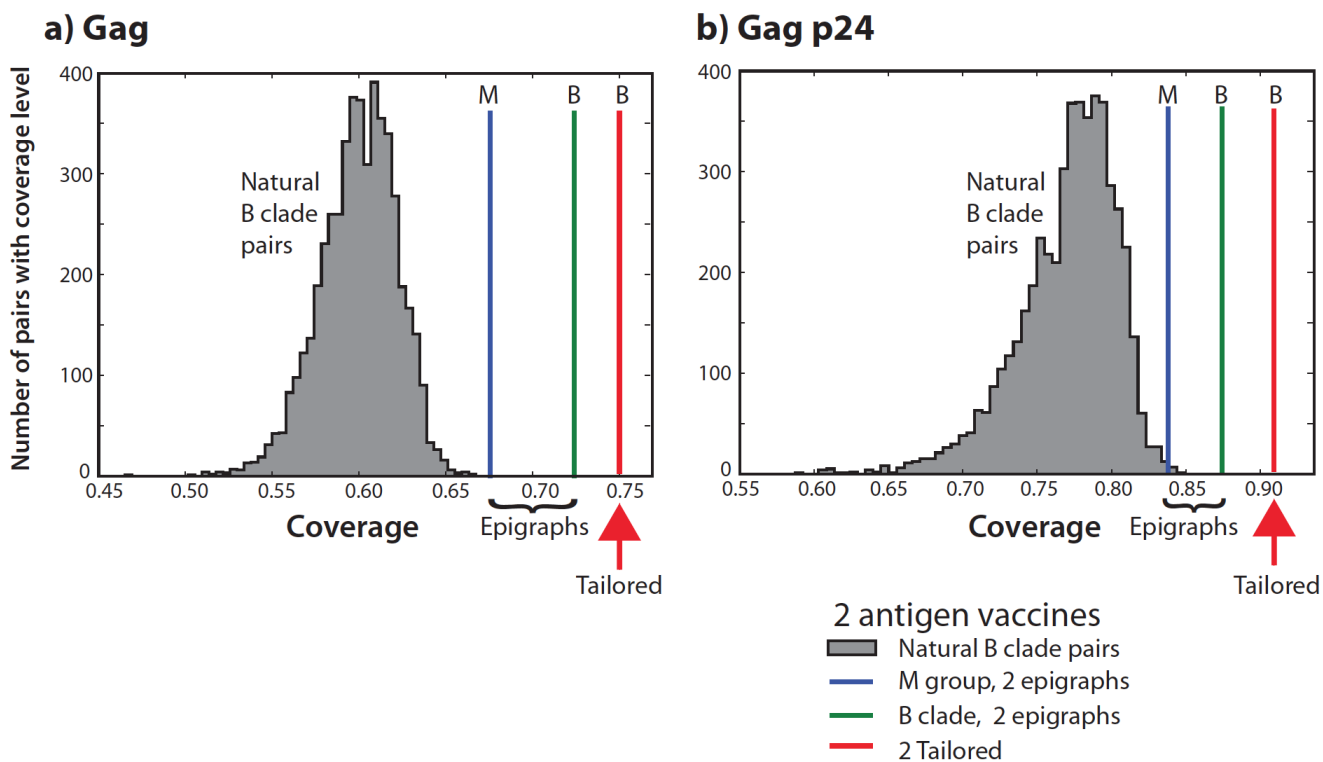 a) Gag
Number of pairs with coverage level
400
300
200
100
0
M
B
B
Natural
B clade
pairs
0.45
0.50
0.55
0.60
0.65
0.70
0.75
Coverage
Epigraphs
Tailored
b) Gag p24
400
300
200
100
0
M
B
B
Natural
B clade
pairs
0.55
0.60
0.65
0.70
0.75
0.80
0.85
0.90
Coverage
Epigraphs
Tailored
2 antigen vaccines
Natural B clade pairs
M group, 2 epigraphs
B clade, 2 epigraphs
2 Tailored